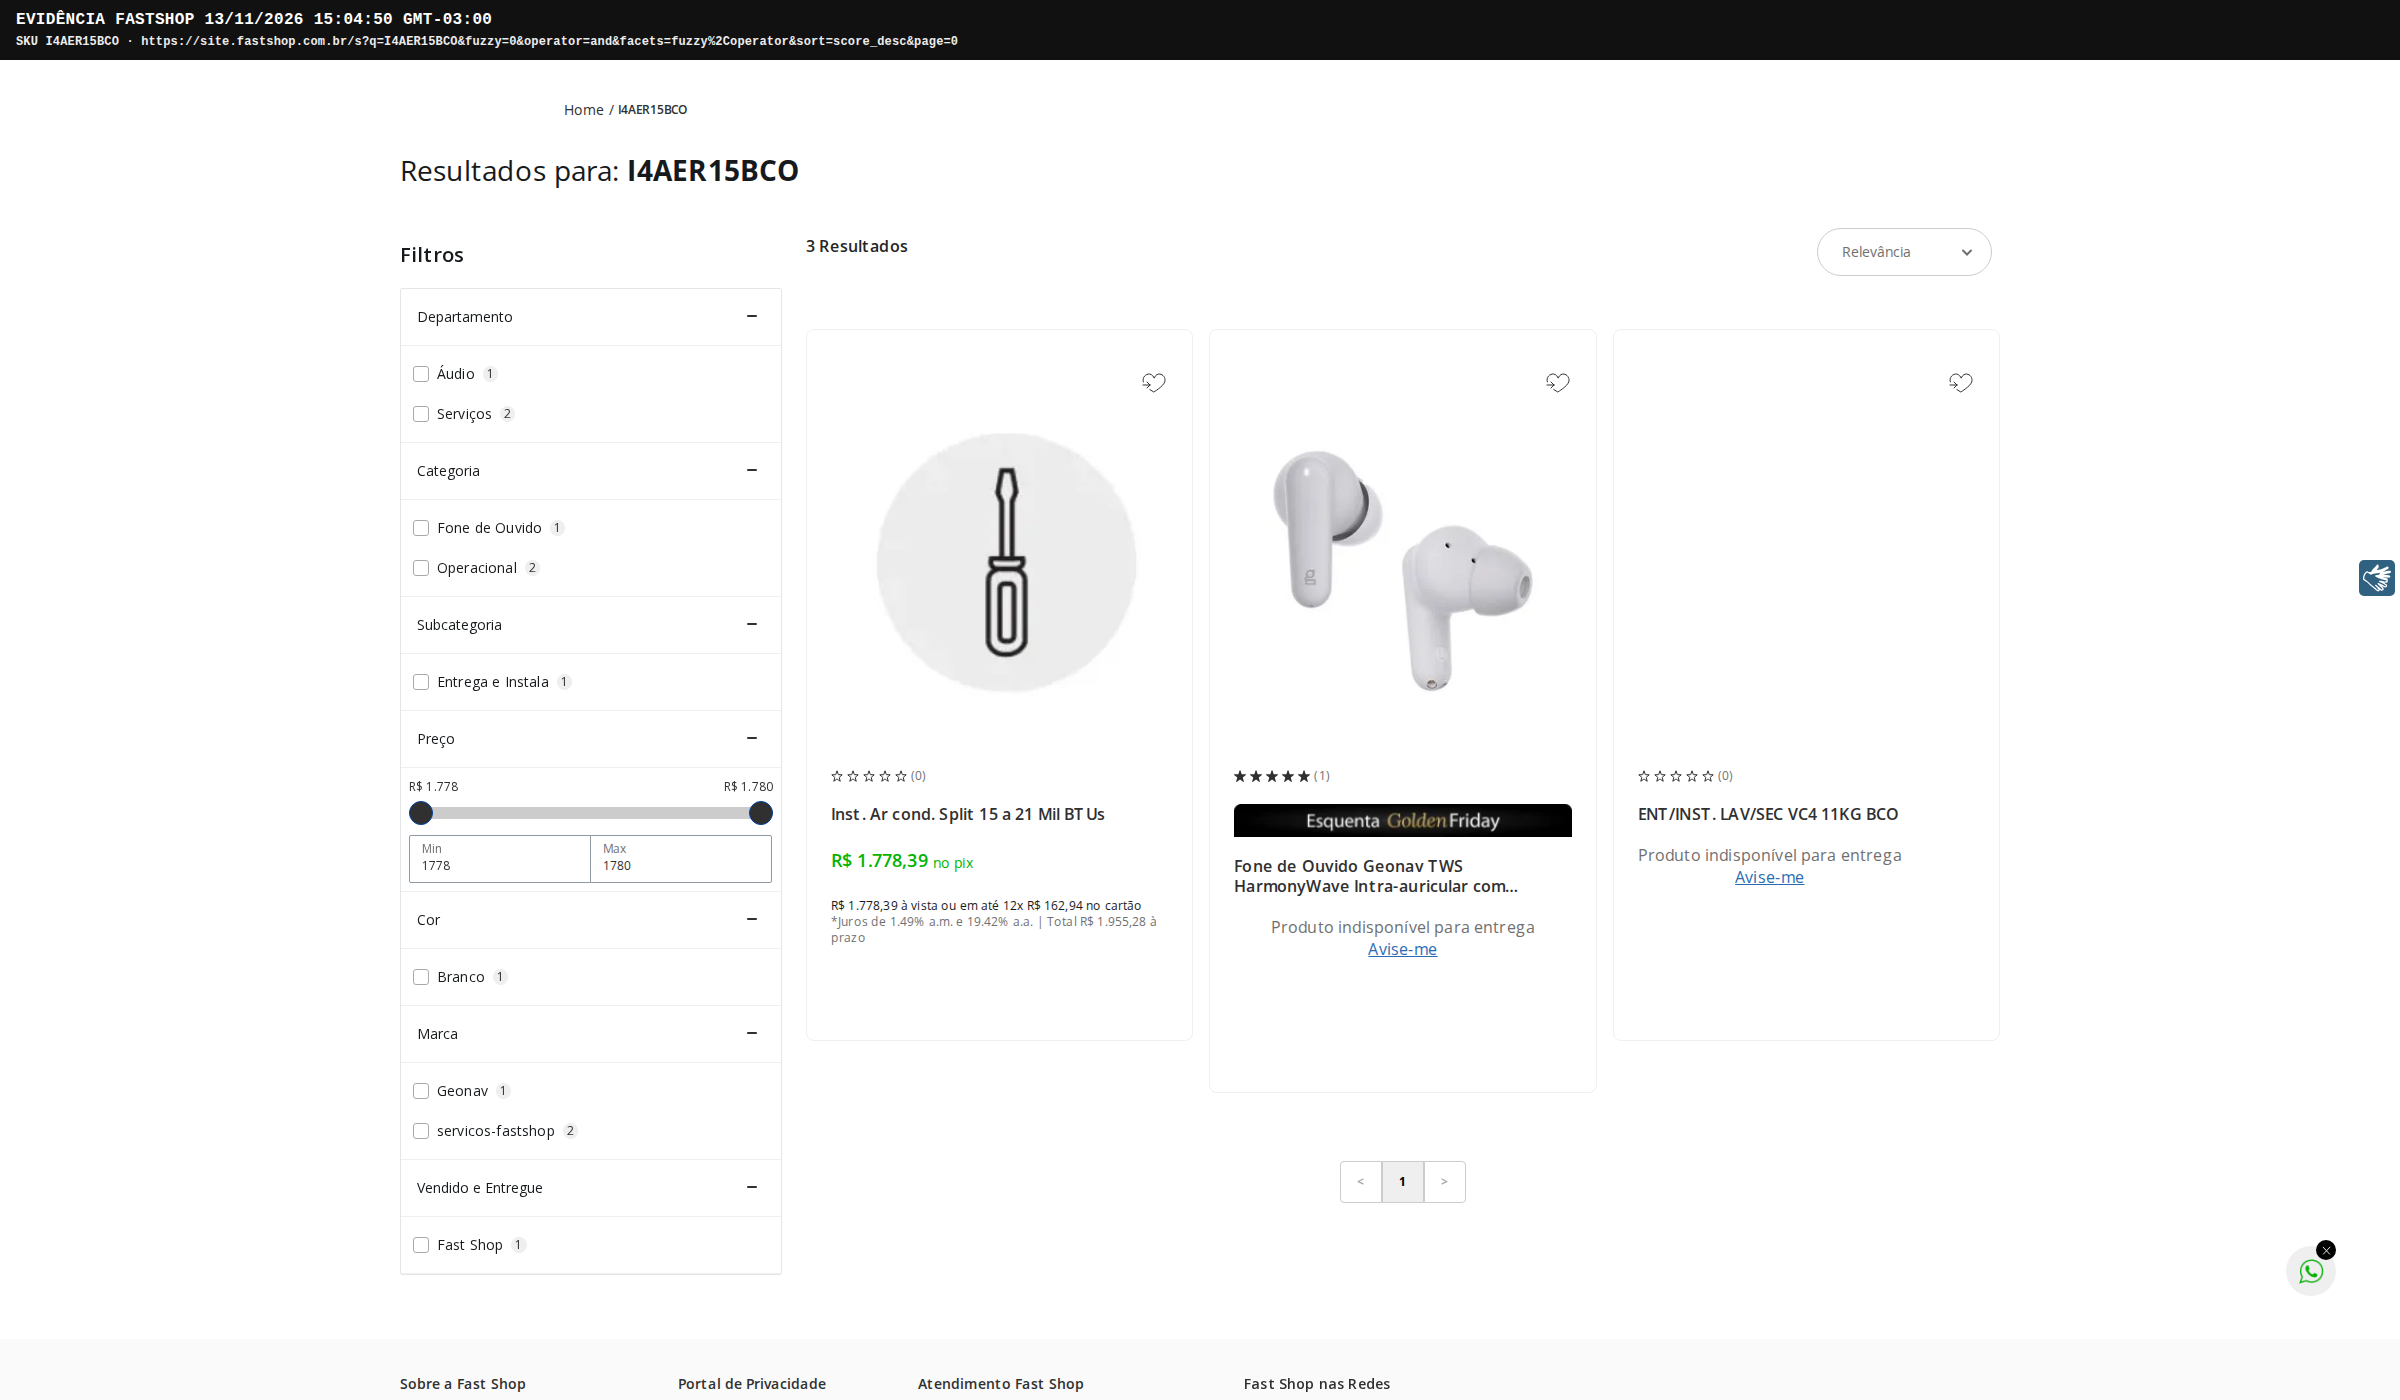 EVIDÊNCIA FASTSHOP 13/11/2026 15:04:50 GMT-03:00
SKU I4AER15BCO · https://site.fastshop.com.br/s?q=I4AER15BCO&fuzzy=0&operator=and&facets=fuzzy%2Coperator&sort=score_desc&page=0
Home / I4AER15BCO
Resultados para: I4AER15BCO
Filtros
Departamento
Áudio 1
Serviços 2
Categoria
Fone de Ouvido 1
Operacional 2
Subcategoria
Entrega e Instala 1
Preço
R$ 1.778 R$ 1.780
Min Max
1778 1780
Cor
Branco 1
Marca
Geonav 1
servicos-fastshop 2
Vendido e Entregue
Fast Shop 1
3 Resultados
Relevância
(0)
Inst. Ar cond. Split 15 a 21 Mil BTUs
R$ 1.778,39 no pix
R$ 1.778,39 à vista ou em até 12x R$ 162,94 no cartão
*Juros de 1.49% a.m. e 19.42% a.a. | Total R$ 1.955,28 à
prazo
(1)
Esquenta Golden Friday
Fone de Ouvido Geonav TWS
HarmonyWave Intra-auricular com...
Produto indisponível para entrega
Avise-me
(0)
ENT/INST. LAV/SEC VC4 11KG BCO
Produto indisponível para entrega
Avise-me
< 1 >
Sobre a Fast Shop
Portal de Privacidade
Atendimento Fast Shop
Fast Shop nas Redes